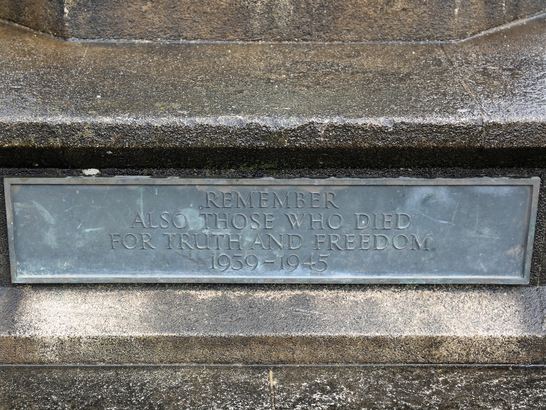 REMEMBER
ALSO THOSE WHO DIED
FOR TRUTH AND FREEDOM
1939-1945